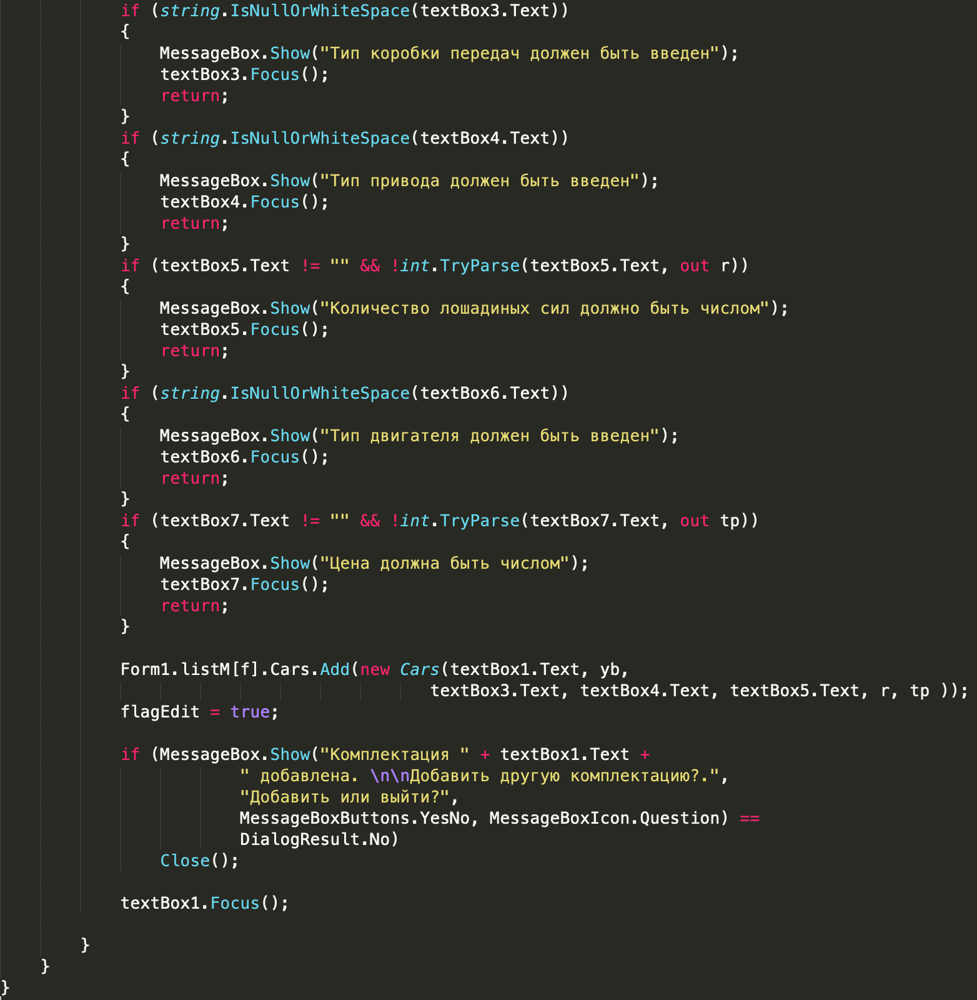 if (string.IsNullOrWhiteSpace(textBox3.Text))
{
MessageBox.Show("Тип коробки передач должен быть введен");
textBox3.Focus();
return;
}
if (string.IsNullOrWhiteSpace(textBox4.Text))
{
MessageBox.Show("Тип привода должен быть введен");
textBox4.Focus();
return;
}
if (textBox5.Text != "" && !int.TryParse(textBox5.Text, out r))
{
MessageBox.Show("Количество лошадиных сил должно быть числом");
textBox5.Focus();
return;
}
if (string.IsNullOrWhiteSpace(textBox6.Text))
{
MessageBox.Show("Тип двигателя должен быть введен");
textBox6.Focus();
return;
}
if (textBox7.Text != "" && !int.TryParse(textBox7.Text, out tp))
{
MessageBox.Show("Цена должна быть числом");
textBox7.Focus();
return;
}
Form1.listM[f].Cars.Add(new Cars(textBox1.Text, yb,
textBox3.Text, textBox4.Text, textBox5.Text, r, tp ));
flagEdit = true;
if (MessageBox.Show("Комплектация " + textBox1.Text +
" добавлена. \n\nДобавить другую комплектацию?.",
"Добавить или выйти?",
MessageBoxButtons.YesNo, MessageBoxIcon.Question) ==
DialogResult.No)
Close();
textBox1.Focus();
}
}
}